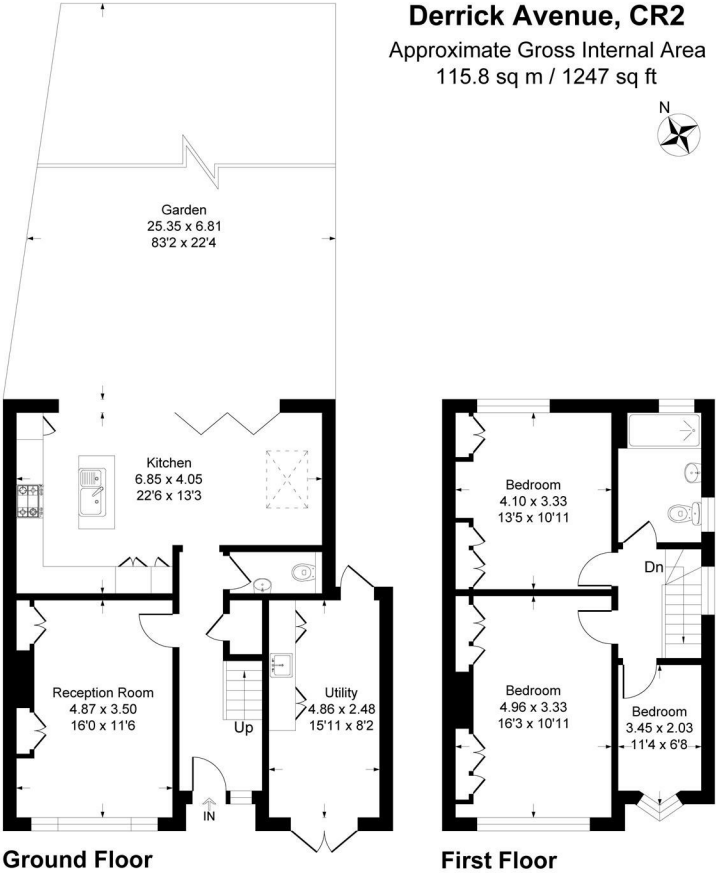 Derrick Avenue, CR2
Approximate Gross Internal Area
115.8 sq m / 1247 sq ft
N
Garden
25.35 x 6.81
83'2 x 22'4
Kitchen
6.85 x 4.05
22'6 x 13'3
Reception Room
4.87 x 3.50
16'0 x 11'6
Up
IN
Utility
4.86 x 2.48
15'11 x 8'2
Ground Floor
Bedroom
4.10 x 3.33
13'5 x 10'11
Dn
Bedroom
4.96 x 3.33
16'3 x 10'11
Bedroom
3.45 x 2.03
11'4 x 6'8
First Floor